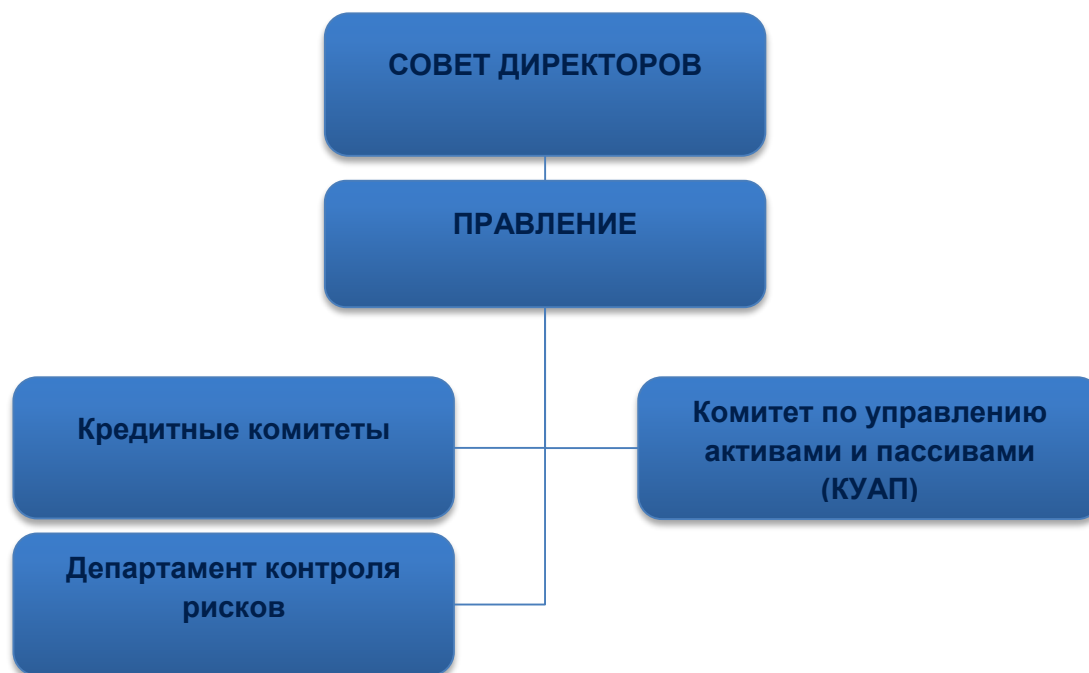 СОВЕТ ДИРЕКТОРОВ
ПРАВЛЕНИЕ
Кредитные комитеты
Комитет по управлению
активами и пассивами
(КУАП)
Департамент контроля
рисков